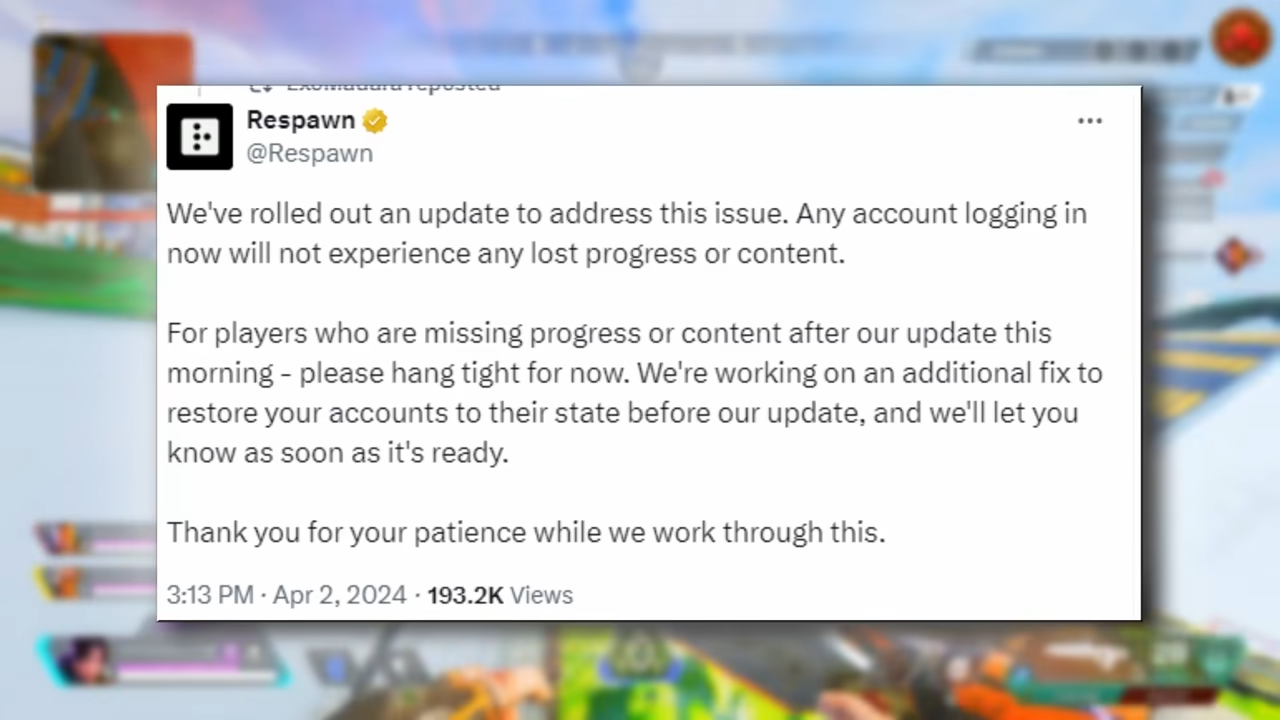 ExoMadara reposted
Respawn
@Respawn
We've rolled out an update to address this issue. Any account logging in
now will not experience any lost progress or content.
For players who are missing progress or content after our update this
morning - please hang tight for now. We're working on an additional fix to
restore your accounts to their state before our update, and we'll let you
know as soon as it's ready.
Thank you for your patience while we work through this.
3:13 PM · Apr 2, 2024 · 193.2K Views